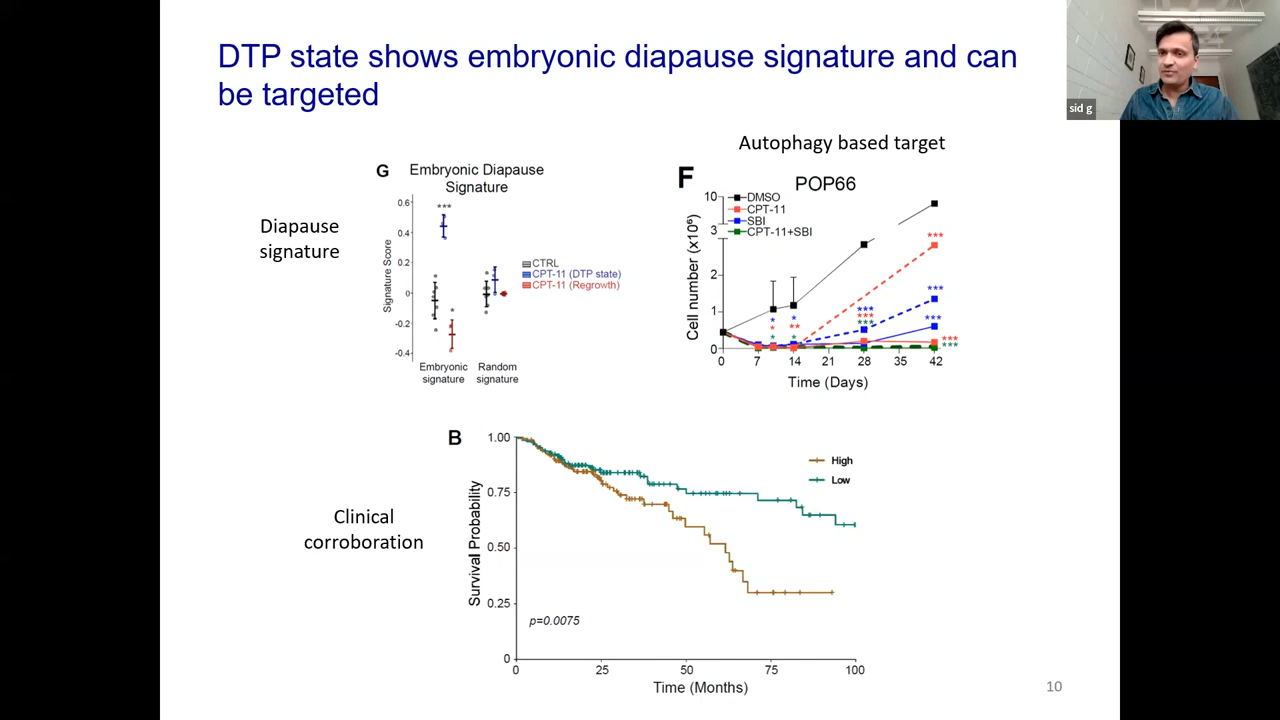 DTP state shows embryonic diapause signature and can
be targeted
sid g
Autophagy based target
Diapause
signature
G
Embryonic Diapause
Signature
Signature Score
0.6
0.4
0.2
0
-0.2
-0.4
***
*
CTRL
CPT-11 (DTP state)
CPT-11 (Regrowth)
Embryonic
signature
Random
signature
F
POP66
DMSO
CPT-11
SBI
CPT-11+SBI
Cell number (x10⁶)
10
3
2
1
0
* * *
* ** *
*** *** ***
***
***
***
***
***
0 7 14 21 28 35 42
Time (Days)
Clinical
corroboration
B
Survival Probability
1.00
0.75
0.50
0.25
0
High
Low
p=0.0075
0 25 50 75 100
Time (Months)
10